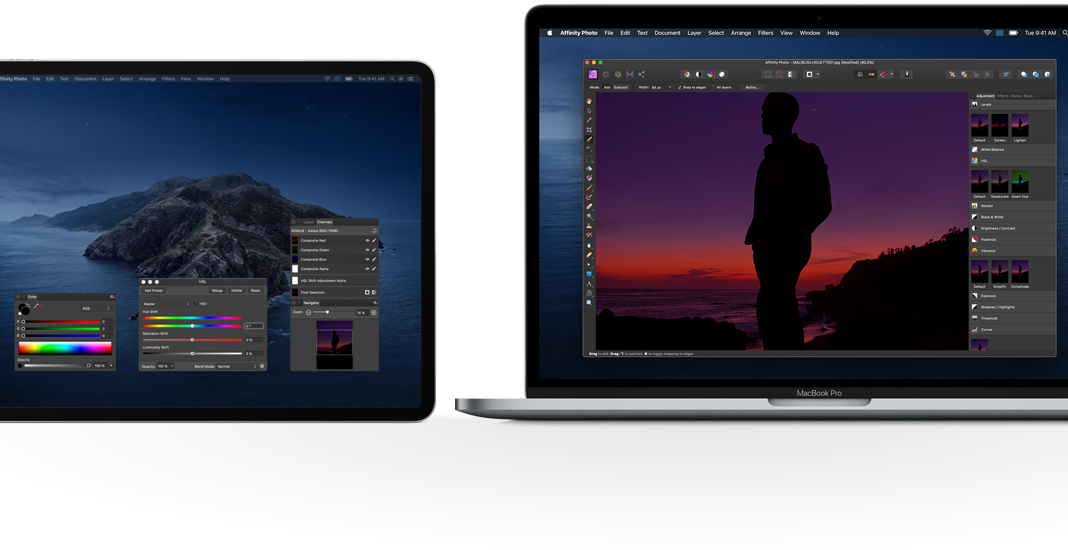 Affinity Photo File Edit Text Document Layer Select Arrange Filters View Window Help Tue 9:41 AM
Layers Channels
RGBA/8 - Adobe RGB (1998)
Composite Red
Composite Green
Composite Blue
Composite Alpha
HSL Shift Adjustment Alpha
Pixel Selection
Navigator
Zoom: 75 %
Color
RGB
R 0
G 0
B 0
Opacity
100 %
HSL
Add Preset Merge Delete Reset
Master HSV
Hue Shift
0 °
Saturation Shift
0 %
Luminosity Shift
0 %
Opacity: 100 % Blend Mode: Normal
Affinity Photo File Edit Text Document Layer Select Arrange Filters View Window Help Tue 9:41 AM
Affinity Photo - MALIBUSILHOUETTE01.jpg [Modified] (80.0%)
Mode: Add Subtract Width: 64 px Snap to edges All layers Refine...
Adjustment Effects Styles Stock
Levels
Default Darken Lighten
White Balance
HSL
Default Desaturate Invert Hue
Recolor
Black & White
Brightness / Contrast
Posterize
Vibrance
Default Simplify Complicate
Exposure
Shadows / Highlights
Threshold
Curves
Drag to add. Drag+⌥ to subtract. to toggle snapping to edges.
MacBook Pro